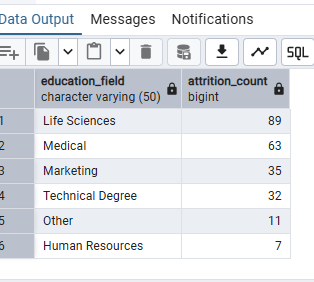 Data Output Messages Notifications
SQL
education_field attrition_count
character varying (50) bigint
1 Life Sciences 89
2 Medical 63
3 Marketing 35
4 Technical Degree 32
5 Other 11
6 Human Resources 7